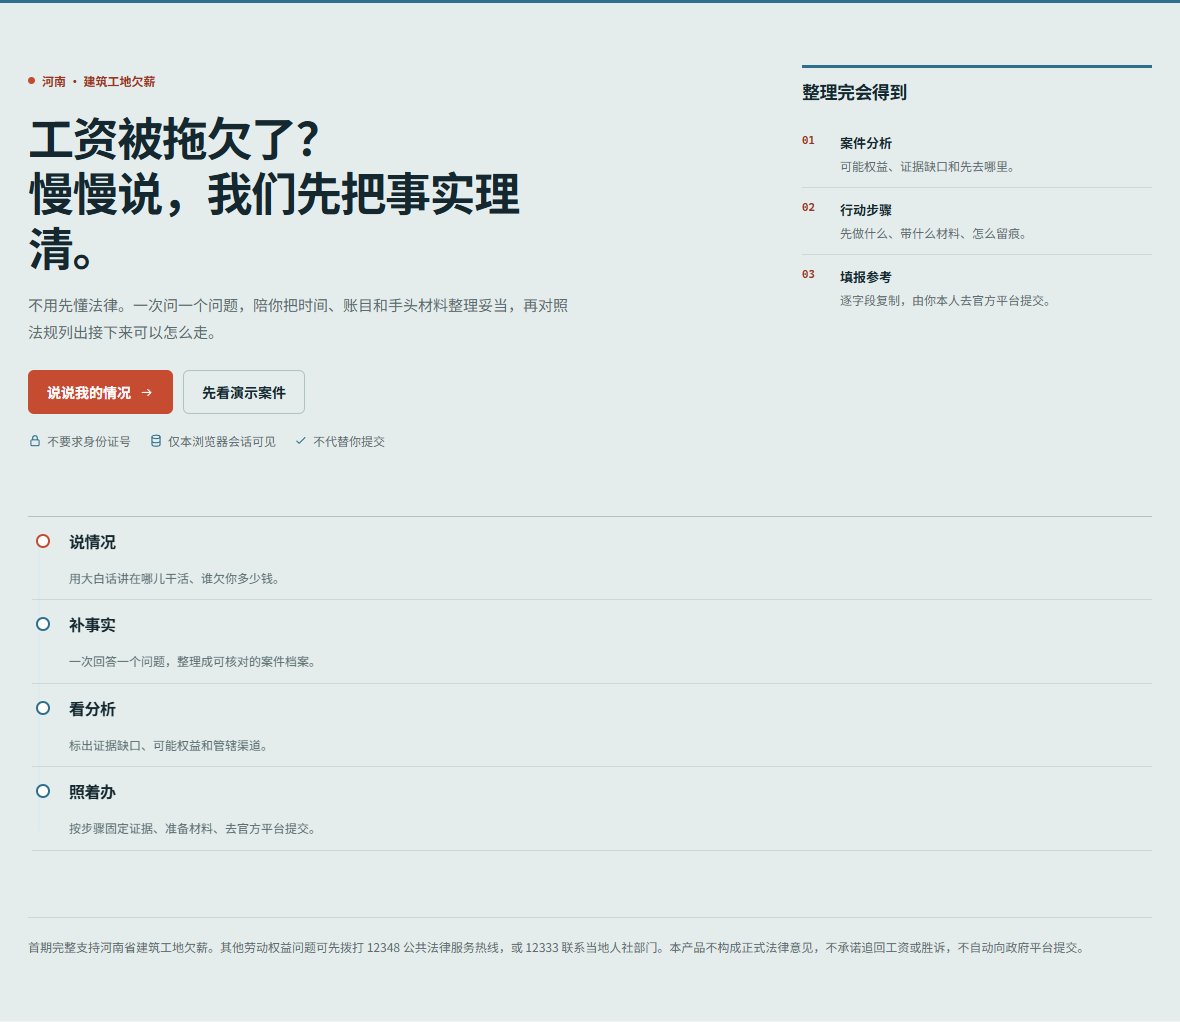 河南 · 建筑工地欠薪
工资被拖欠了？
慢慢说，我们先把事实理
清。
不用先懂法律。一次问一个问题，陪你把时间、账目和手头材料整理妥当，再对照
法规列出接下来可以怎么走。
说说我的情况 →
先看演示案件
不要求身份证号
仅本浏览器会话可见
不代替你提交
整理完会得到
01 案件分析
可能权益、证据缺口和先去哪里。
02 行动步骤
先做什么、带什么材料、怎么留痕。
03 填报参考
逐字段复制，由你本人去官方平台提交。
说情况
用大白话讲在哪儿干活、谁欠你多少钱。
补事实
一次回答一个问题，整理成可核对的案件档案。
看分析
标出证据缺口、可能权益和管辖渠道。
照着办
按步骤固定证据、准备材料、去官方平台提交。
首期完整支持河南省建筑工地欠薪。其他劳动权益问题可先拨打 12348 公共法律服务热线，或 12333 联系当地人社部门。本产品不构成正式法律意见，不承诺追回工资或胜诉，不自动向政府平台提交。